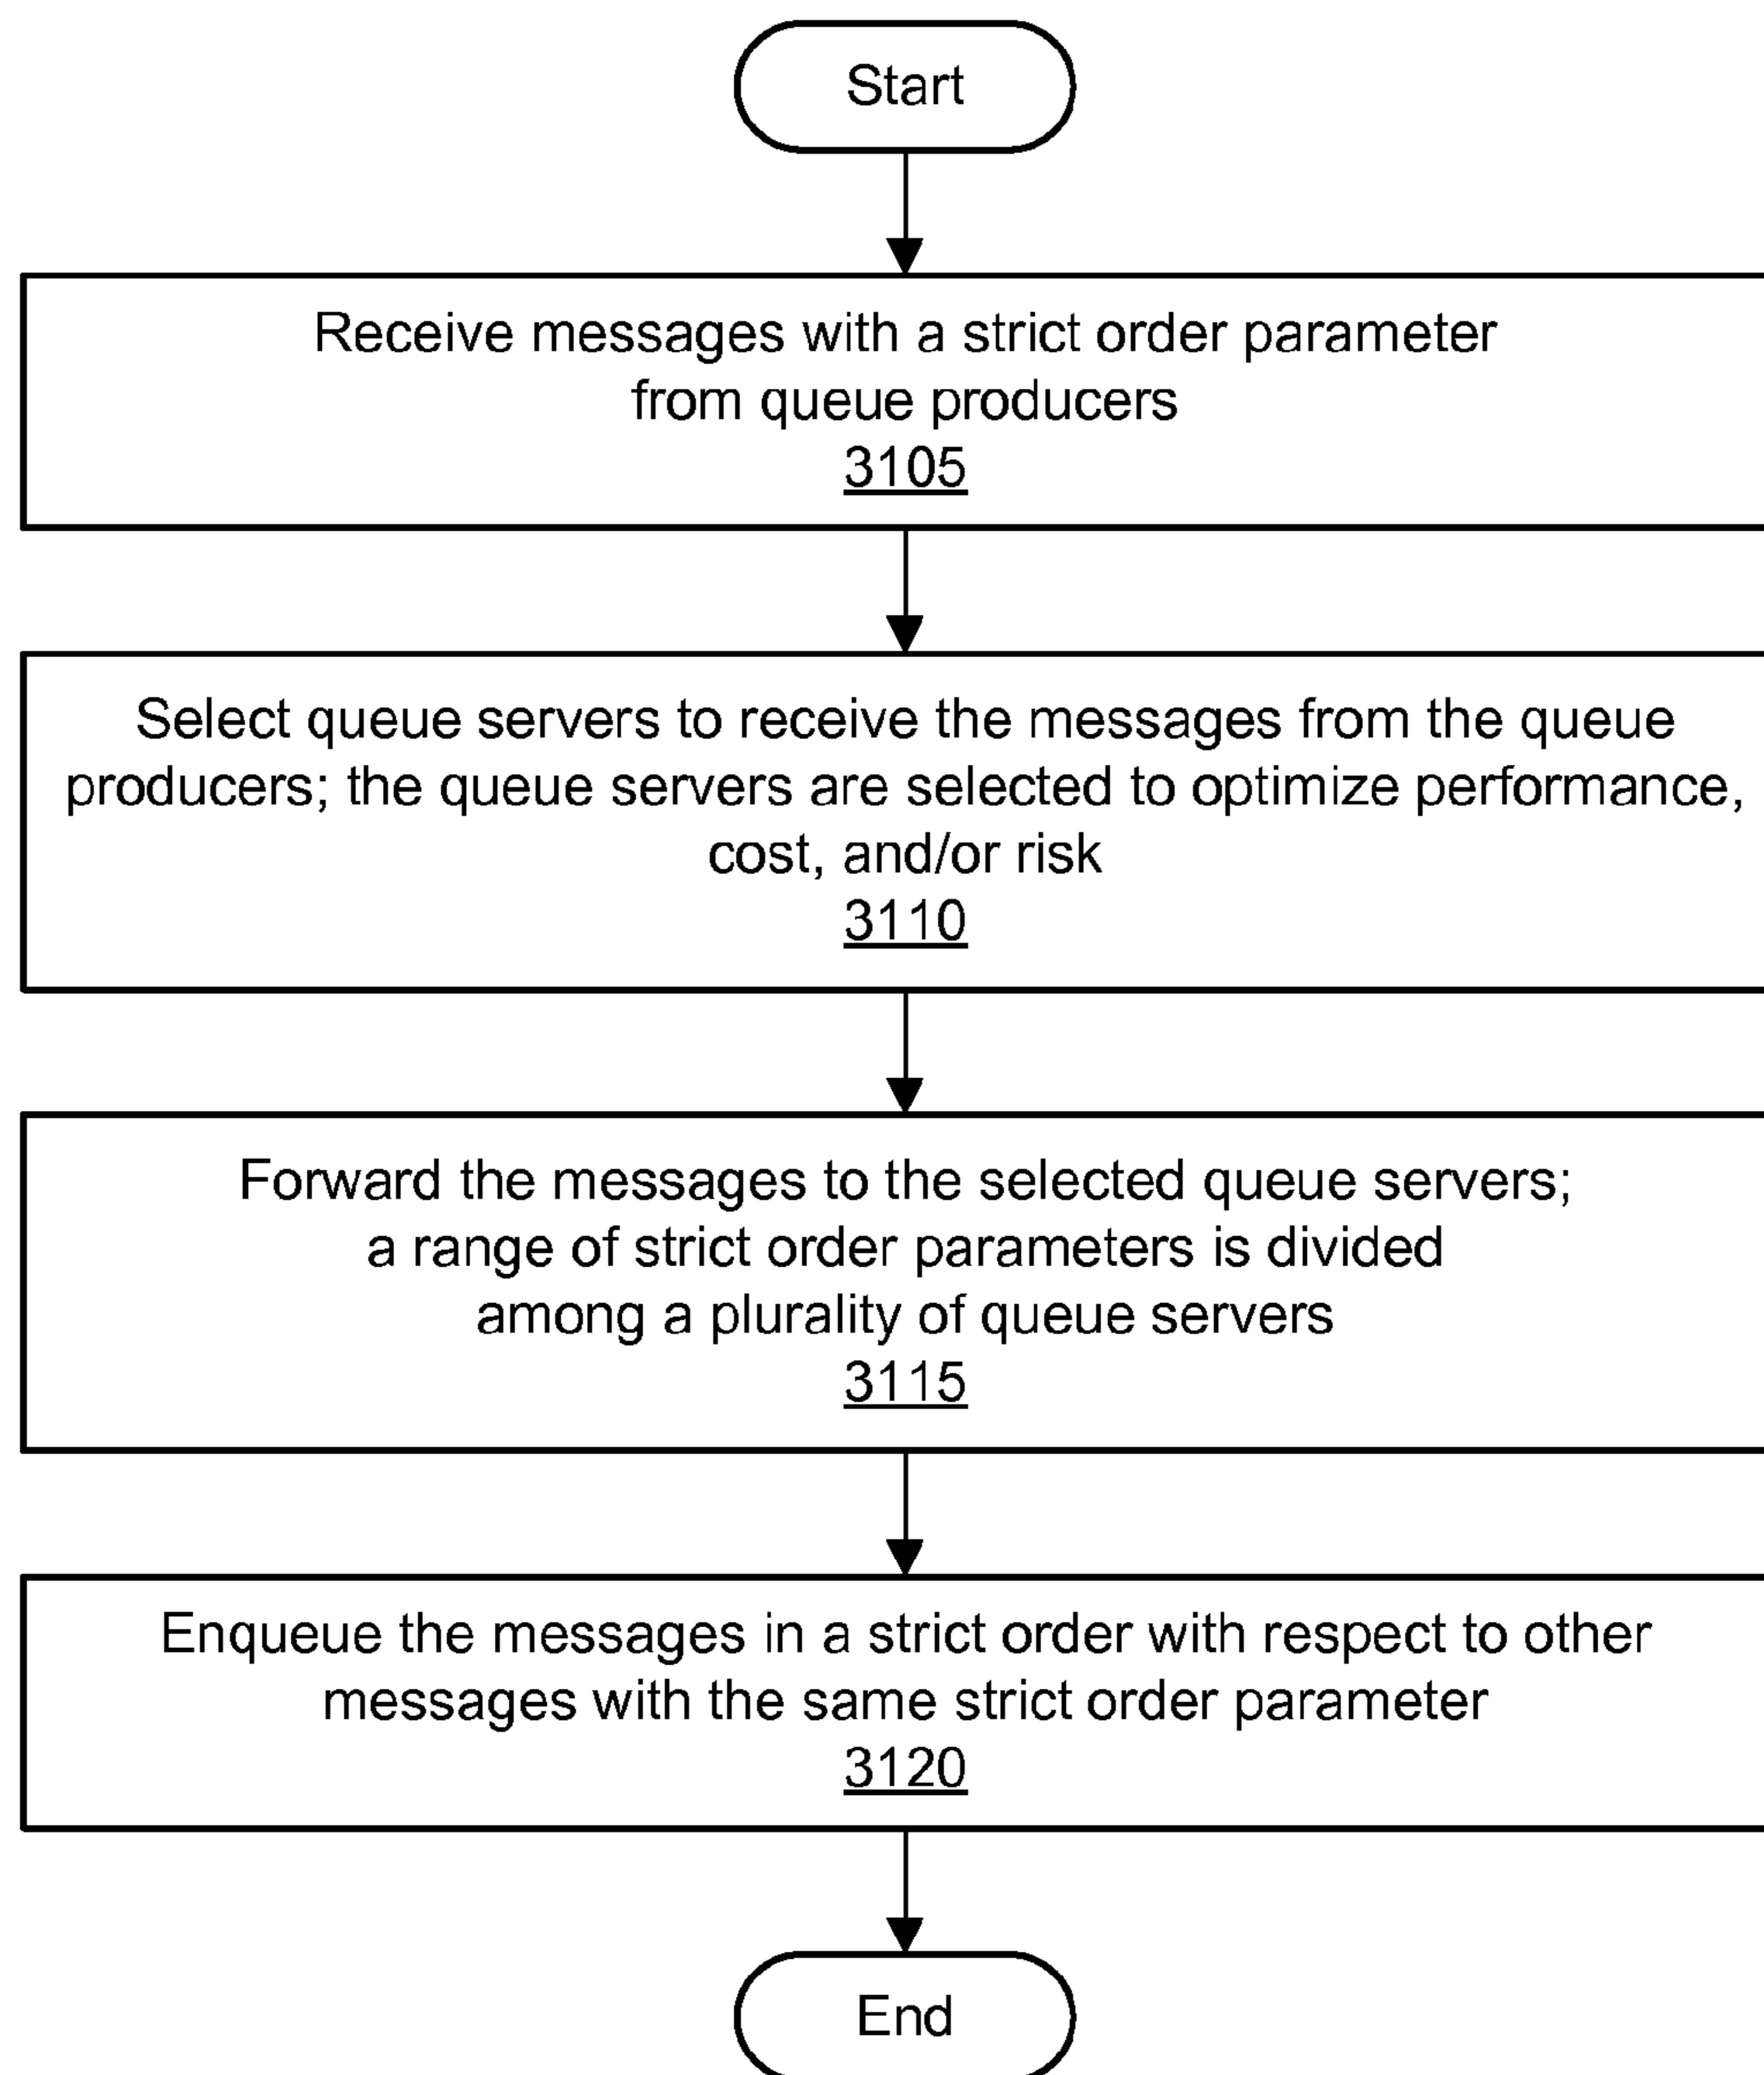 Start
Receive messages with a strict order parameter
from queue producers
3105
Select queue servers to receive the messages from the queue
producers; the queue servers are selected to optimize performance,
cost, and/or risk
3110
Forward the messages to the selected queue servers;
a range of strict order parameters is divided
among a plurality of queue servers
3115
Enqueue the messages in a strict order with respect to other
messages with the same strict order parameter
3120
End